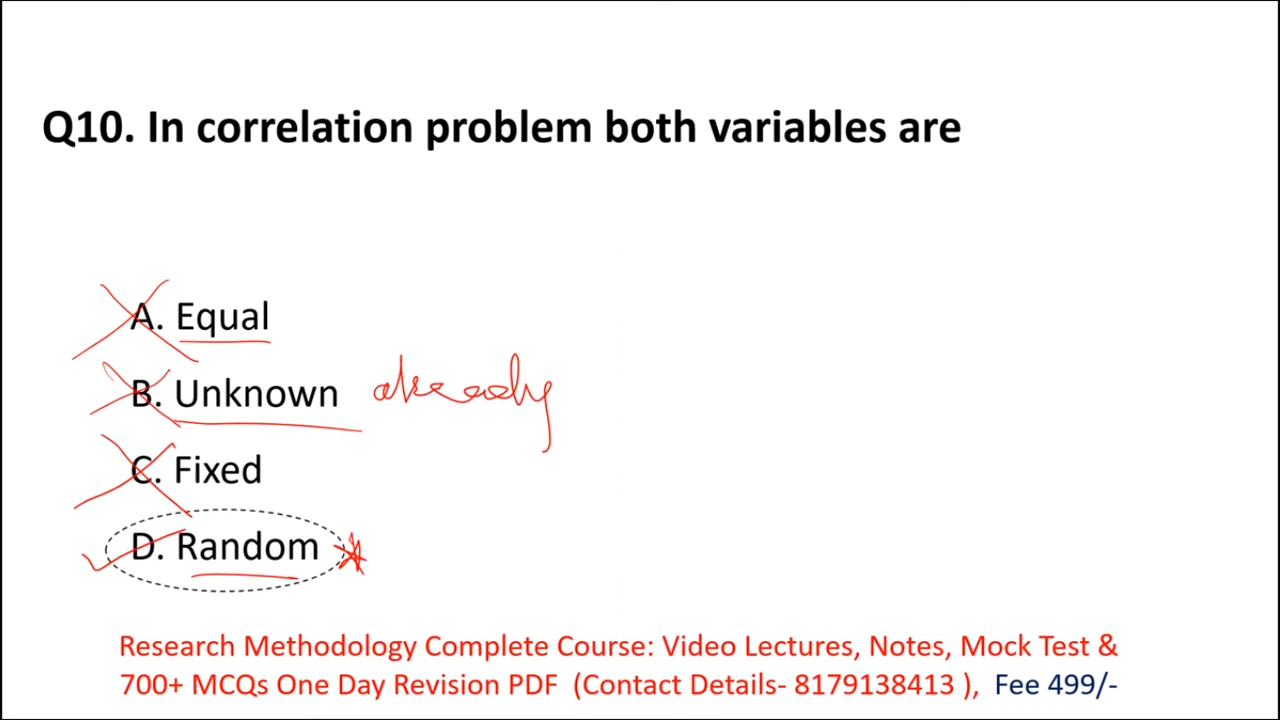 Q10. In correlation problem both variables are
A. Equal
B. Unknown already
C. Fixed
D. Random
Research Methodology Complete Course: Video Lectures, Notes, Mock Test &
700+ MCQs One Day Revision PDF (Contact Details- 8179138413 ), Fee 499/-